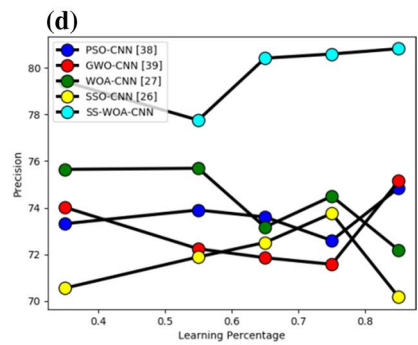 (d)
PSO-CNN [38]
GWO-CNN [39]
WOA-CNN [27]
SSO-CNN [26]
SS-WOA-CNN
80
78
76
74
72
70
Precision
0.4 0.5 0.6 0.7 0.8
Learning Percentage